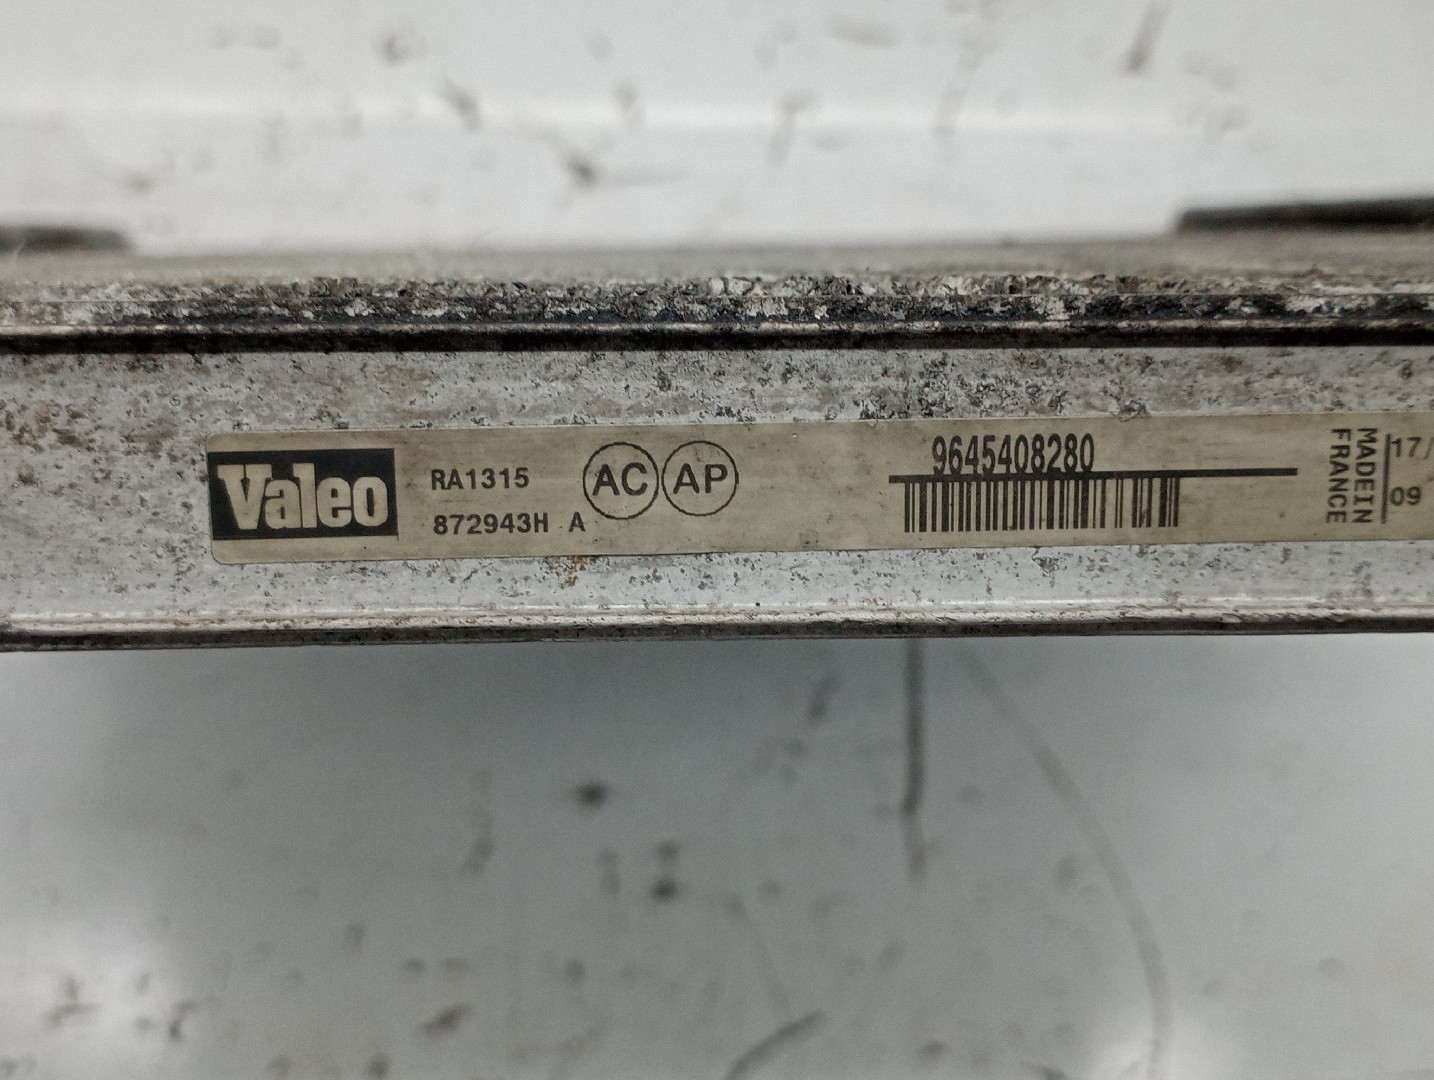 Valeo
RA1315
872943H A
AC AP
9645408280
MADEIN
FRANCE
17/
09